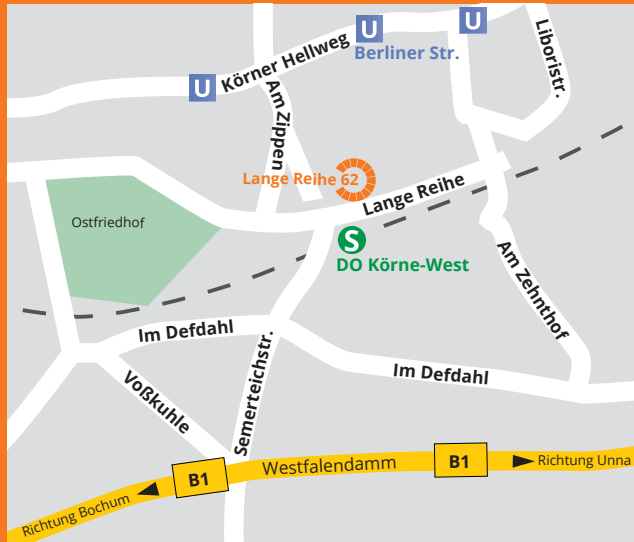 U
U
Berliner Str.
U
Körner Hellweg
Liboristr.
Am Zippen
Lange Reihe 62
Lange Reihe
Ostfriedhof
S
DO Körne-West
Am Zehnthof
Im Defdahl
Im Defdahl
Voßkuhle
Semerteichstr.
B1
Westfalendamm
B1
Richtung Unna
Richtung Bochum